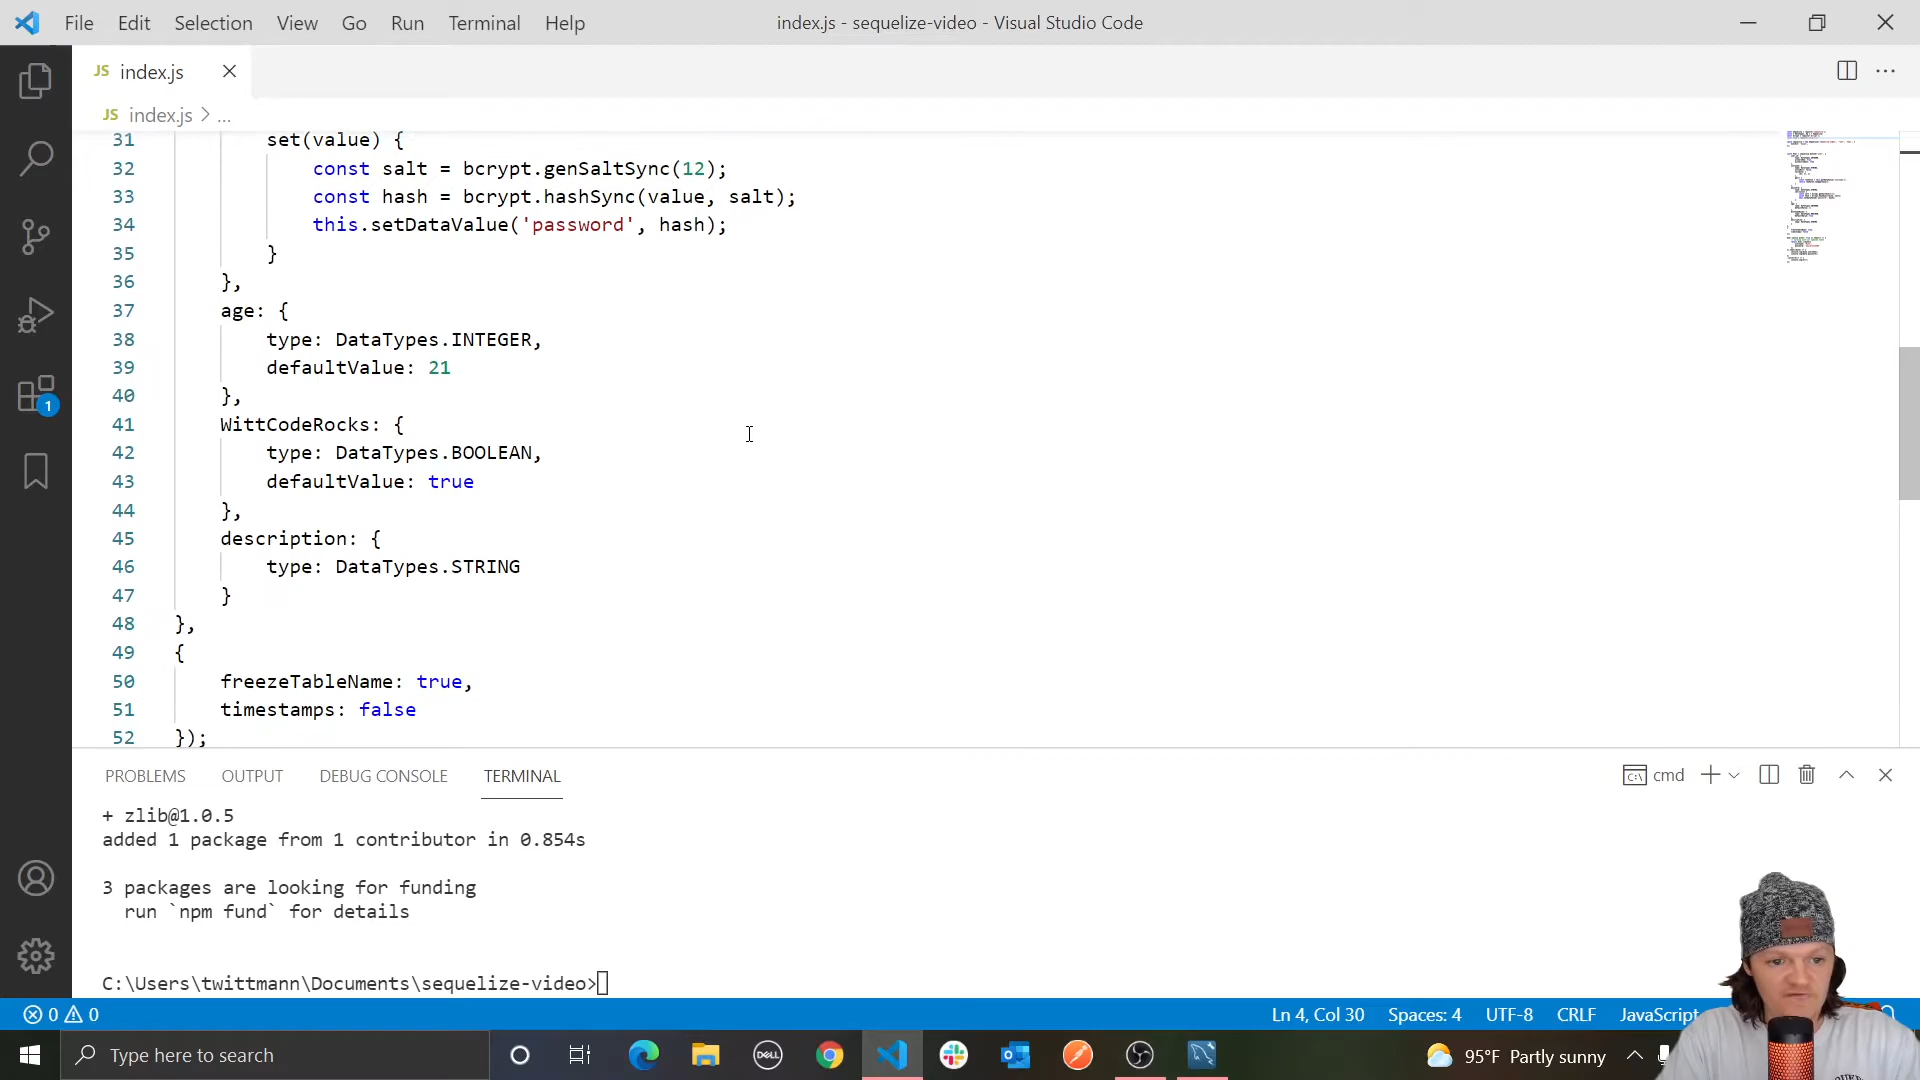 File Edit Selection View Go Run Terminal Help index.js - sequelize-video - Visual Studio Code
JS index.js
JS index.js > ...
31 set(value) {
32 const salt = bcrypt.genSaltSync(12);
33 const hash = bcrypt.hashSync(value, salt);
34 this.setDataValue('password', hash);
35 }
36 },
37 age: {
38 type: DataTypes.INTEGER,
39 defaultValue: 21
40 },
41 WittCodeRocks: {
42 type: DataTypes.BOOLEAN,
43 defaultValue: true
44 },
45 description: {
46 type: DataTypes.STRING
47 }
48 },
49 {
50 freezeTableName: true,
51 timestamps: false
52 });
1
PROBLEMS OUTPUT DEBUG CONSOLE TERMINAL cmd
+ zlib@1.0.5
added 1 package from 1 contributor in 0.854s
3 packages are looking for funding
run `npm fund` for details
C:\Users\twittmann\Documents\sequelize-video>
0 0 Ln 4, Col 30 Spaces: 4 UTF-8 CRLF JavaScript
Type here to search DELL 95°F Partly sunny